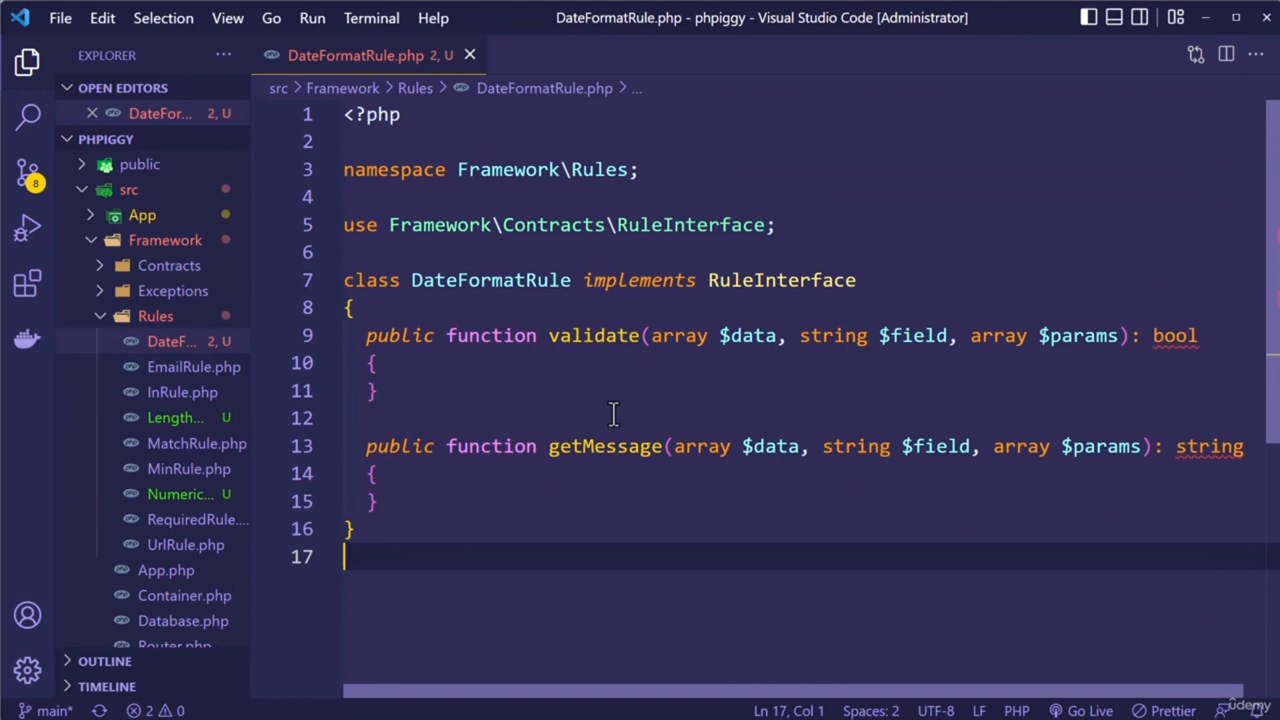 File Edit Selection View Go Run Terminal Help DateFormatRule.php - phpiggy - Visual Studio Code [Administrator]
EXPLORER ... DateFormatRule.php 2, U
OPEN EDITORS
src > Framework > Rules > DateFormatRule.php > ...
DateFor... 2, U
PHPIGGY
public
src
App
Framework
Contracts
Exceptions
Rules
DateF... 2, U
EmailRule.php
InRule.php
Length... U
MatchRule.php
MinRule.php
Numeric... U
RequiredRule....
UrlRule.php
App.php
Container.php
Database.php
Router.php
OUTLINE
TIMELINE
8
1 <?php
2
3 namespace Framework\Rules;
4
5 use Framework\Contracts\RuleInterface;
6
7 class DateFormatRule implements RuleInterface
8 {
9 public function validate(array $data, string $field, array $params): bool
10 {
11 }
12
13 public function getMessage(array $data, string $field, array $params): string
14 {
15 }
16 }
17
main* 2 0 Ln 17, Col 1 Spaces: 2 UTF-8 LF PHP Go Live Prettier
udemy